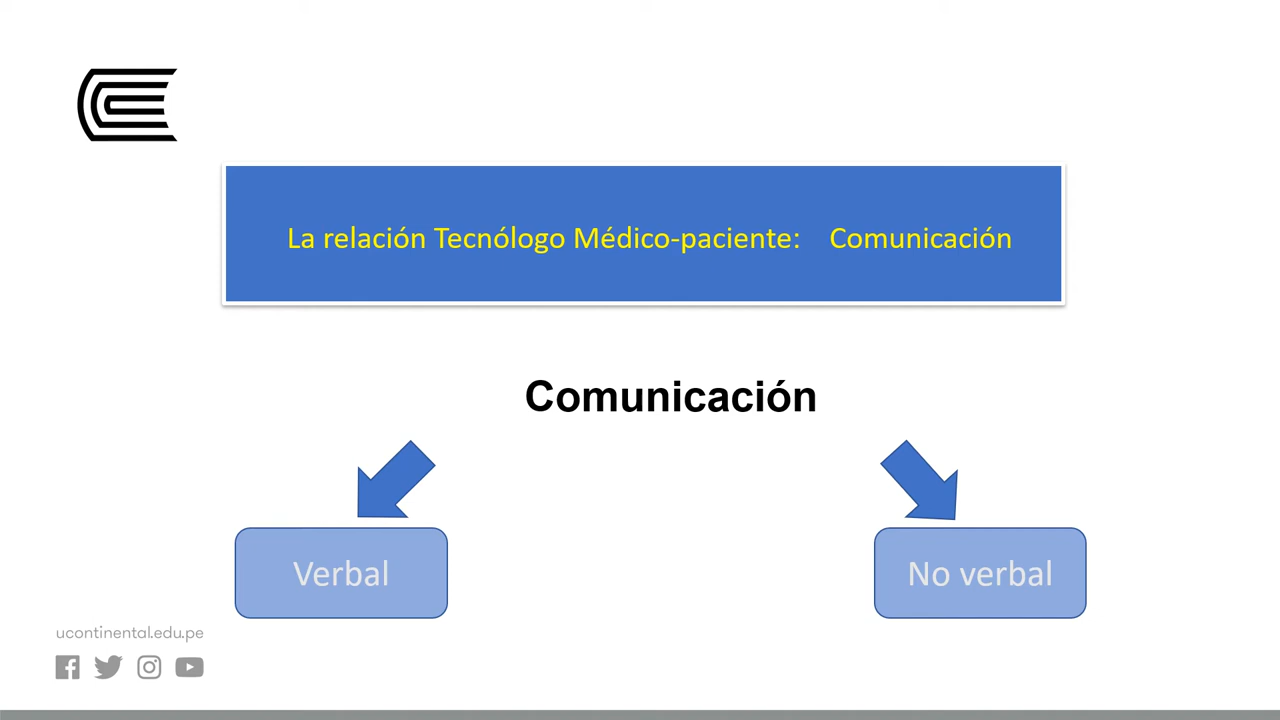 La relación Tecnólogo Médico-paciente: Comunicación
Comunicación
Verbal
No verbal
ucontinental.edu.pe